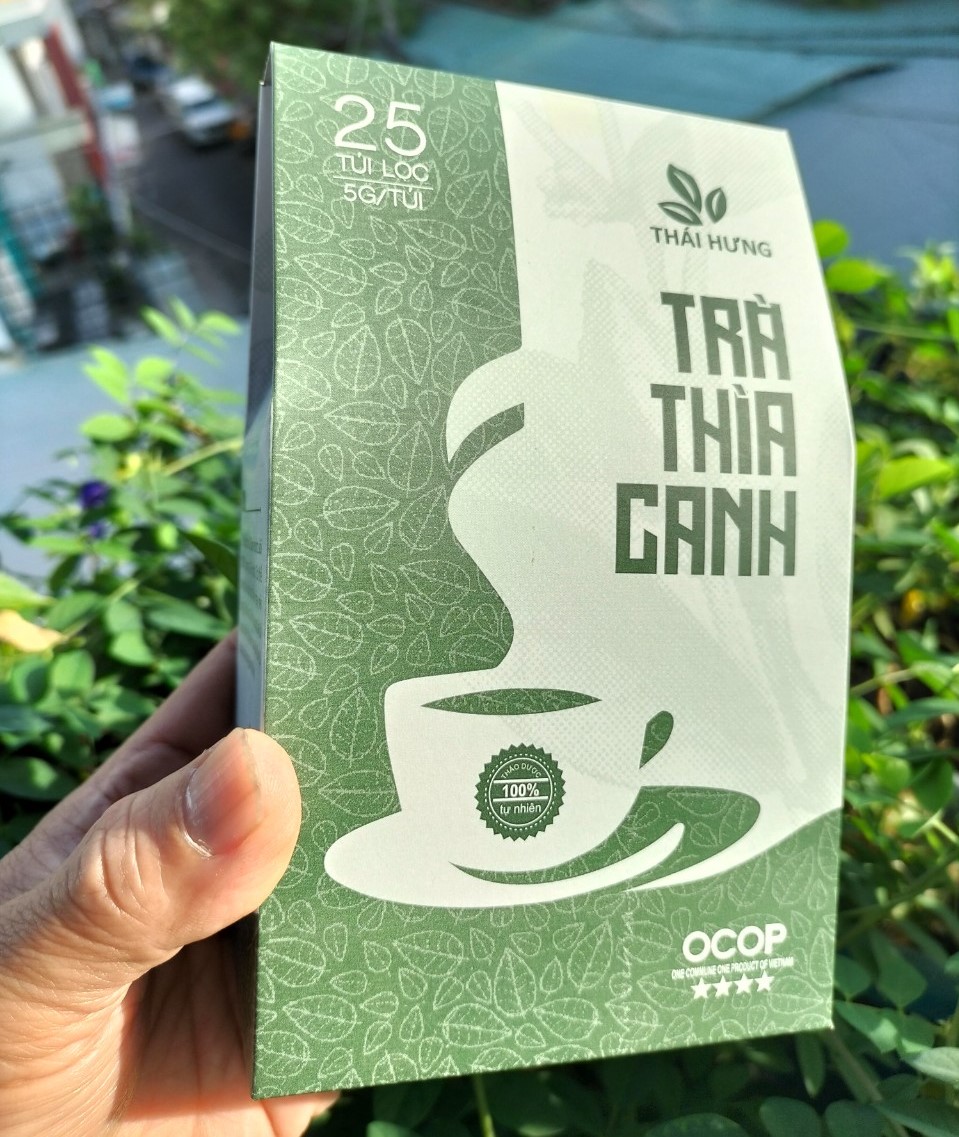 25
TÚI LỌC
5G/TÚI
THÁI HƯNG
TRÀ
THÌA
CANH
THẢO DƯỢC
100%
tự nhiên
OCOP
ONE COMMUNE ONE PRODUCT OF VIETNAM